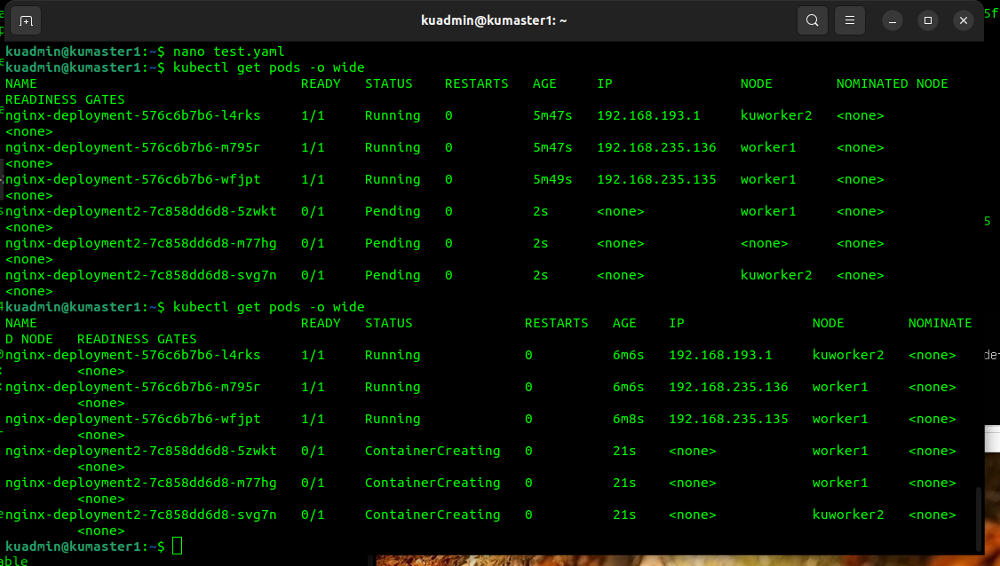 kuadmin@kumaster1: ~
kuadmin@kumaster1:~$ nano test.yaml
kuadmin@kumaster1:~$ kubectl get pods -o wide
NAME READY STATUS RESTARTS AGE IP NODE NOMINATED NODE
READINESS GATES
nginx-deployment-576c6b7b6-l4rks 1/1 Running 0 5m47s 192.168.193.1 kuworker2 <none>
<none>
nginx-deployment-576c6b7b6-m795r 1/1 Running 0 5m47s 192.168.235.136 worker1 <none>
<none>
nginx-deployment-576c6b7b6-wfjpt 1/1 Running 0 5m49s 192.168.235.135 worker1 <none>
<none>
nginx-deployment2-7c858dd6d8-5zwkt 0/1 Pending 0 2s <none> worker1 <none>
<none>
nginx-deployment2-7c858dd6d8-m77hg 0/1 Pending 0 2s <none> <none> <none>
<none>
nginx-deployment2-7c858dd6d8-svg7n 0/1 Pending 0 2s <none> kuworker2 <none>
<none>
kuadmin@kumaster1:~$ kubectl get pods -o wide
NAME READY STATUS RESTARTS AGE IP NODE NOMINATE
D NODE READINESS GATES
nginx-deployment-576c6b7b6-l4rks 1/1 Running 0 6m6s 192.168.193.1 kuworker2 <none>
<none>
nginx-deployment-576c6b7b6-m795r 1/1 Running 0 6m6s 192.168.235.136 worker1 <none>
<none>
nginx-deployment-576c6b7b6-wfjpt 1/1 Running 0 6m8s 192.168.235.135 worker1 <none>
<none>
nginx-deployment2-7c858dd6d8-5zwkt 0/1 ContainerCreating 0 21s <none> worker1 <none>
<none>
nginx-deployment2-7c858dd6d8-m77hg 0/1 ContainerCreating 0 21s <none> worker1 <none>
<none>
nginx-deployment2-7c858dd6d8-svg7n 0/1 ContainerCreating 0 21s <none> kuworker2 <none>
<none>
kuadmin@kumaster1:~$
able